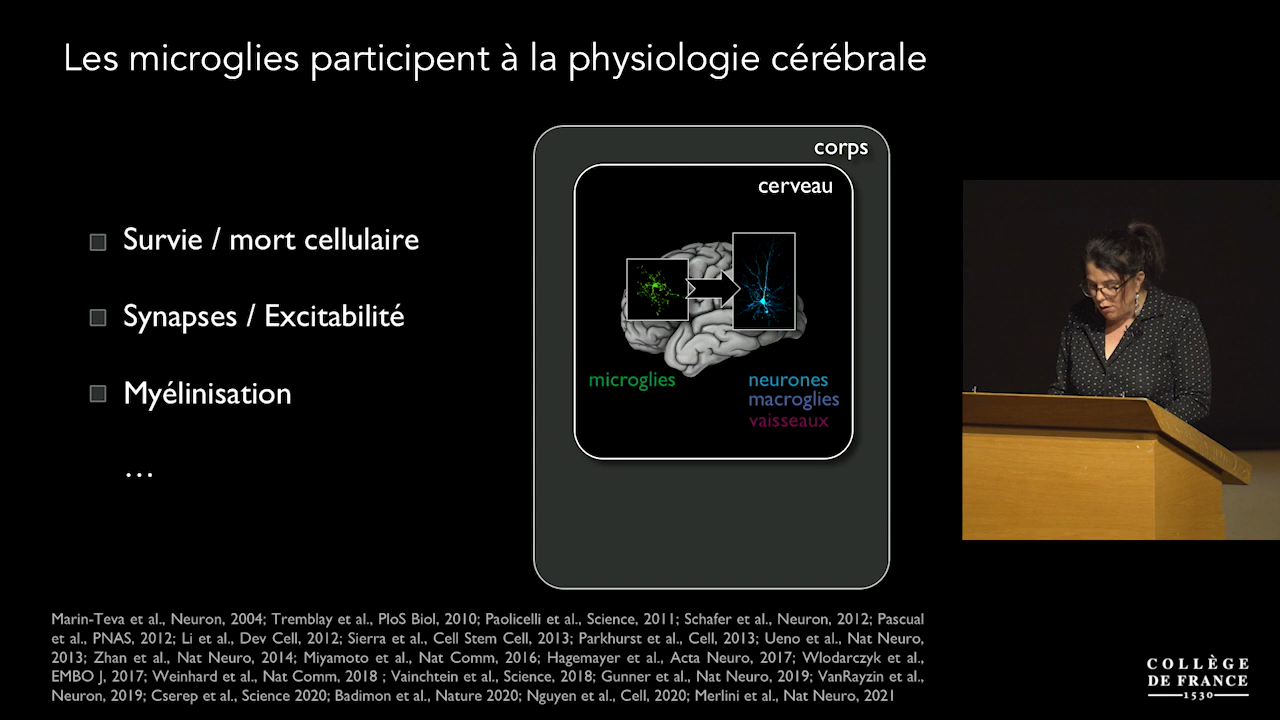 Les microglies participent à la physiologie cérébrale
corps
cerveau
Survie / mort cellulaire
Synapses / Excitabilité
Myélinisation
...
microglies
neurones
macroglies
vaisseaux
Marin-Teva et al., Neuron, 2004; Tremblay et al., PloS Biol, 2010; Paolicelli et al., Science, 2011; Schafer et al., Neuron, 2012; Pascual
et al., PNAS, 2012; Li et al., Dev Cell, 2012; Sierra et al., Cell Stem Cell, 2013; Parkhurst et al., Cell, 2013; Ueno et al., Nat Neuro,
2013; Zhan et al., Nat Neuro, 2014; Miyamoto et al., Nat Comm, 2016; Hagemayer et al., Acta Neuro, 2017; Wlodarczyk et al.,
EMBO J, 2017; Weinhard et al., Nat Comm, 2018 ; Vainchtein et al., Science, 2018; Gunner et al., Nat Neuro, 2019; VanRayzin et al.,
Neuron, 2019; Cserep et al., Science 2020; Badimon et al., Nature 2020; Nguyen et al., Cell, 2020; Merlini et al., Nat Neuro, 2021
COLLÈGE
DE FRANCE
1530